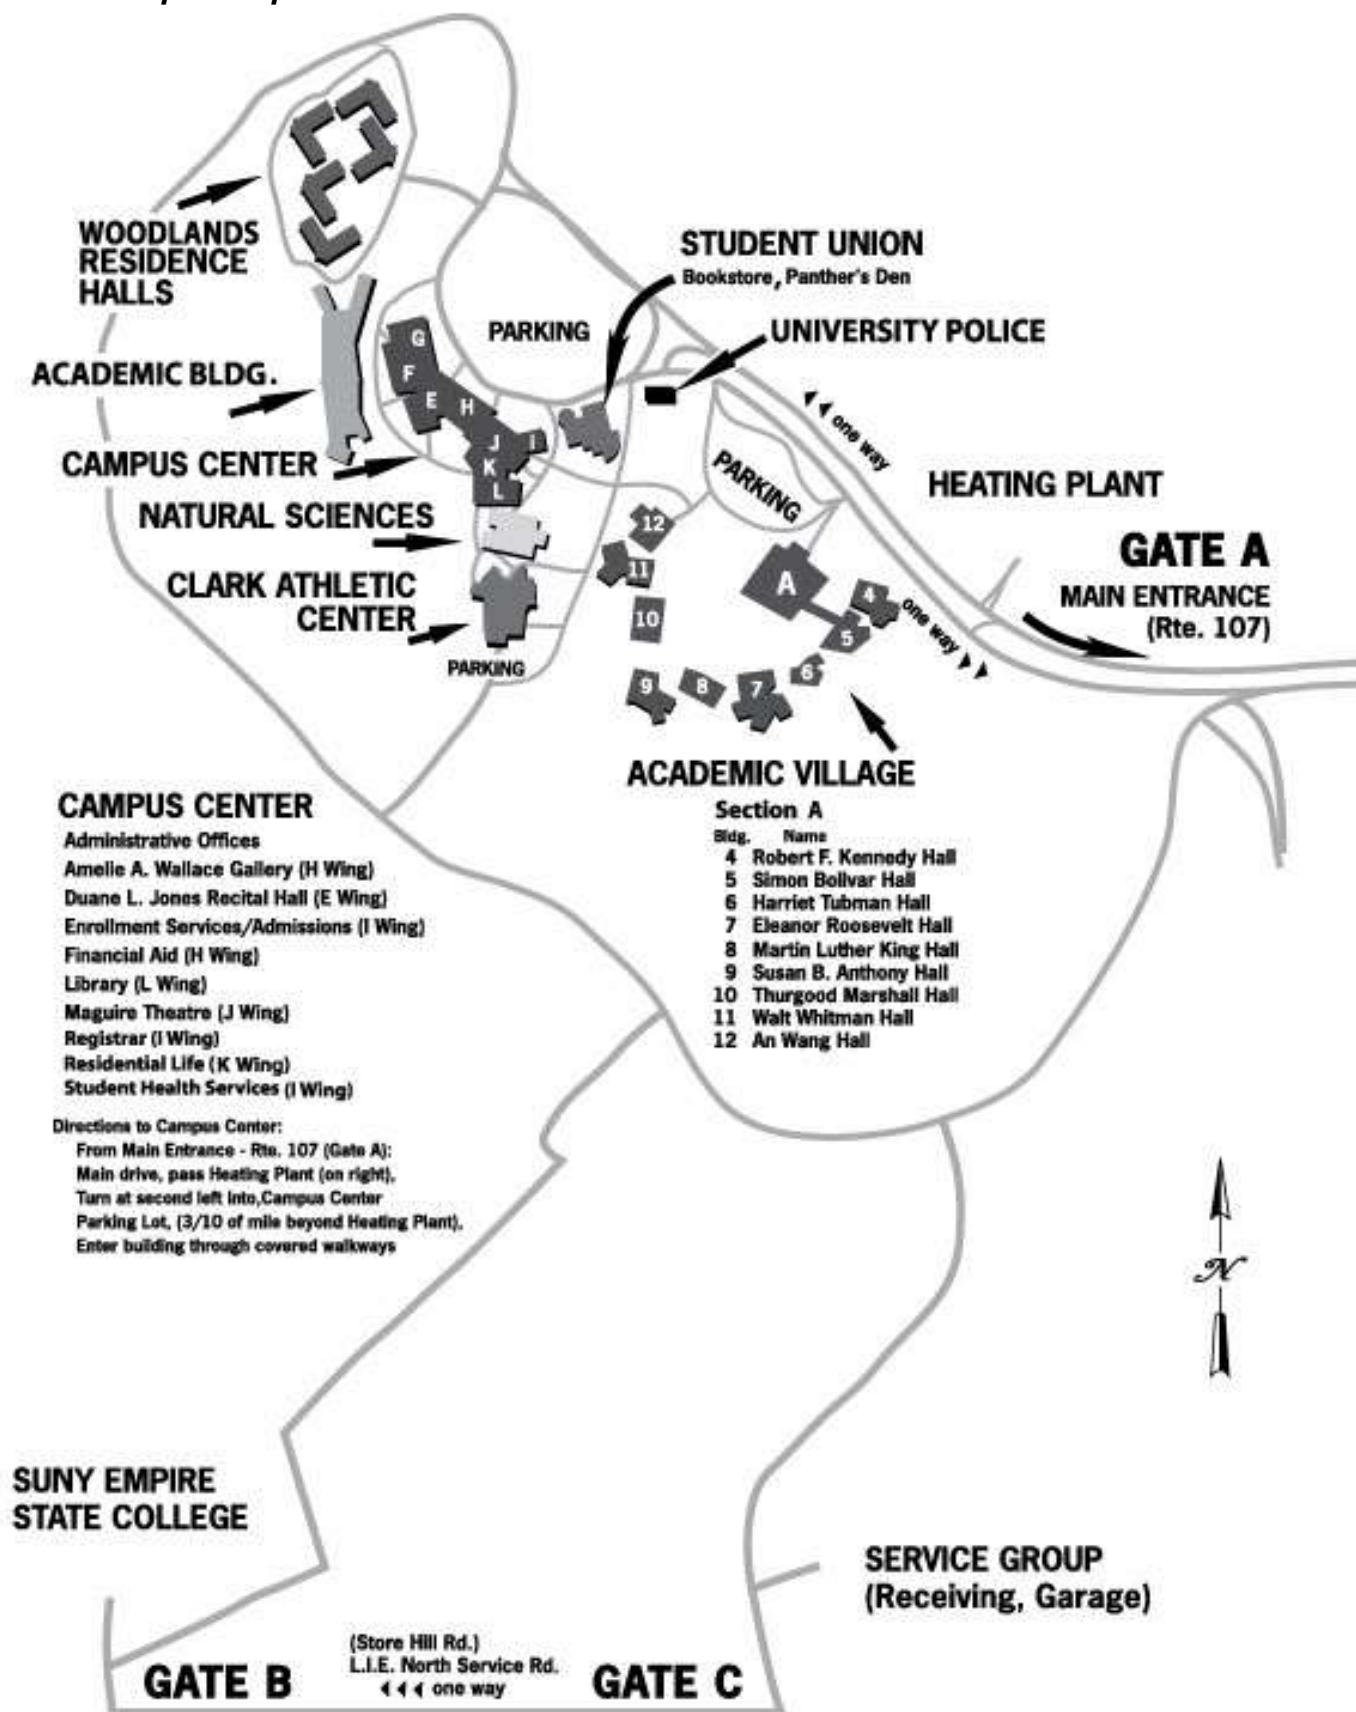 WOODLANDS
RESIDENCE
HALLS
STUDENT UNION
Bookstore, Panther's Den
PARKING
UNIVERSITY POLICE
ACADEMIC BLDG.
G
F
E
H
J
I
K
L
one way
CAMPUS CENTER
PARKING
HEATING PLANT
NATURAL SCIENCES
12
GATE A
MAIN ENTRANCE
(Rte. 107)
CLARK ATHLETIC
CENTER
11
A
4
one way
10
5
PARKING
6
9
8
7
ACADEMIC VILLAGE
Section A
Bldg. Name
4 Robert F. Kennedy Hall
5 Simon Bolivar Hall
6 Harriet Tubman Hall
7 Eleanor Roosevelt Hall
8 Martin Luther King Hall
9 Susan B. Anthony Hall
10 Thurgood Marshall Hall
11 Walt Whitman Hall
12 An Wang Hall
CAMPUS CENTER
Administrative Offices
Amelie A. Wallace Gallery (H Wing)
Duane L. Jones Recital Hall (E Wing)
Enrollment Services/Admissions (I Wing)
Financial Aid (H Wing)
Library (L Wing)
Maguire Theatre (J Wing)
Registrar (I Wing)
Residential Life (K Wing)
Student Health Services (I Wing)
Directions to Campus Center:
From Main Entrance - Rte. 107 (Gate A):
Main drive, pass Heating Plant (on right),
Turn at second left into,Campus Center
Parking Lot, (3/10 of mile beyond Heating Plant).
Enter building through covered walkways
N
SUNY EMPIRE
STATE COLLEGE
SERVICE GROUP
(Receiving, Garage)
(Store Hill Rd.)
L.I.E. North Service Rd.
one way
GATE B
GATE C